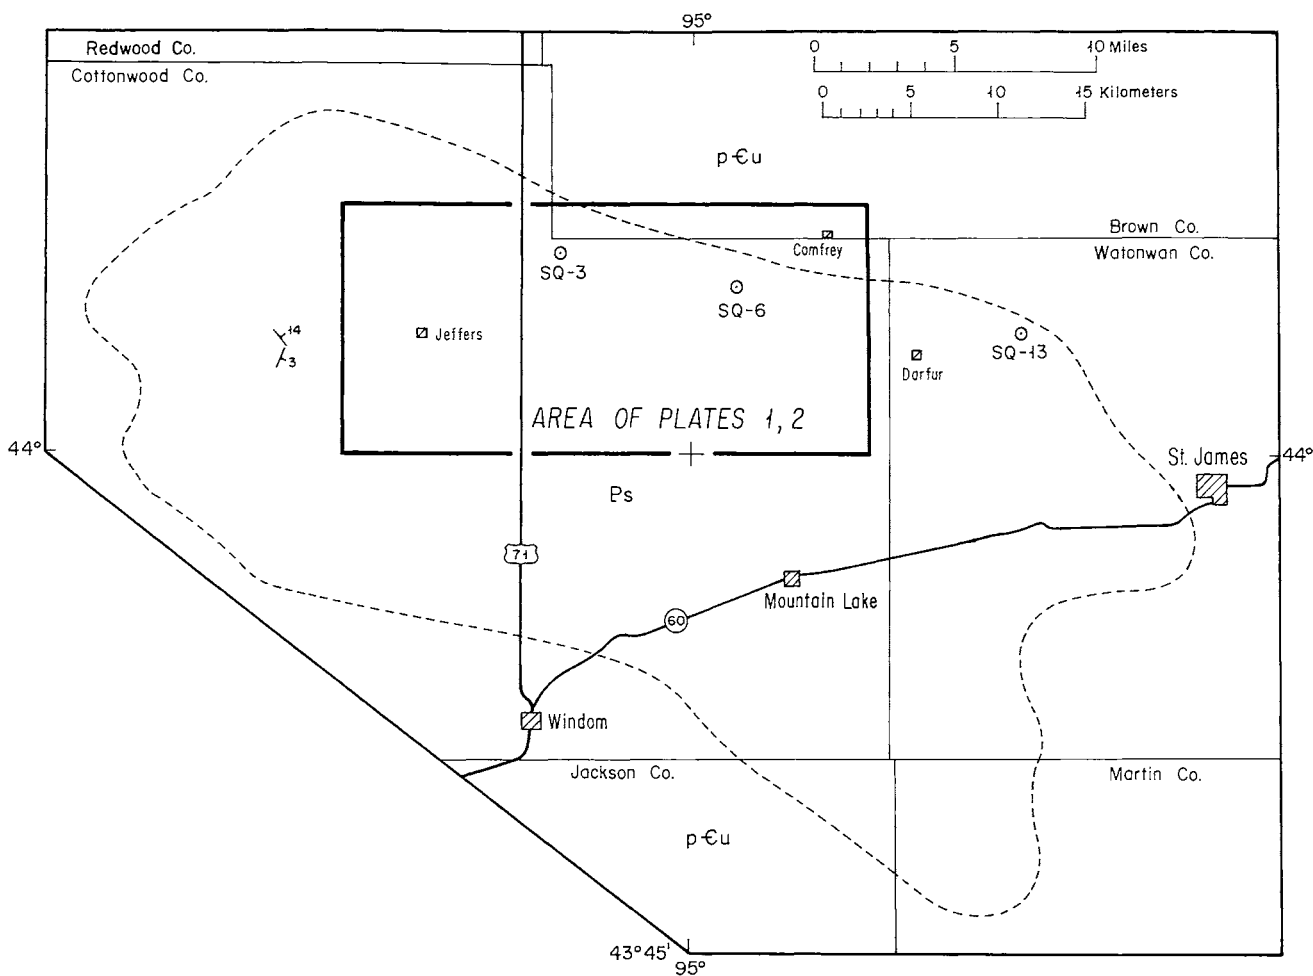 95°
Redwood Co.
Cottonwood Co.
0 5 10 Miles
0 5 10 15 Kilometers
p-Єu
Brown Co.
Watonwan Co.
Comfrey
SQ-3
SQ-6
14
3
Jeffers
SQ-13
Darfur
AREA OF PLATES 1, 2
44°
44°
St. James
Ps
71
Mountain Lake
60
Windom
Jackson Co.
Martin Co.
p-Єu
43°45'
95°